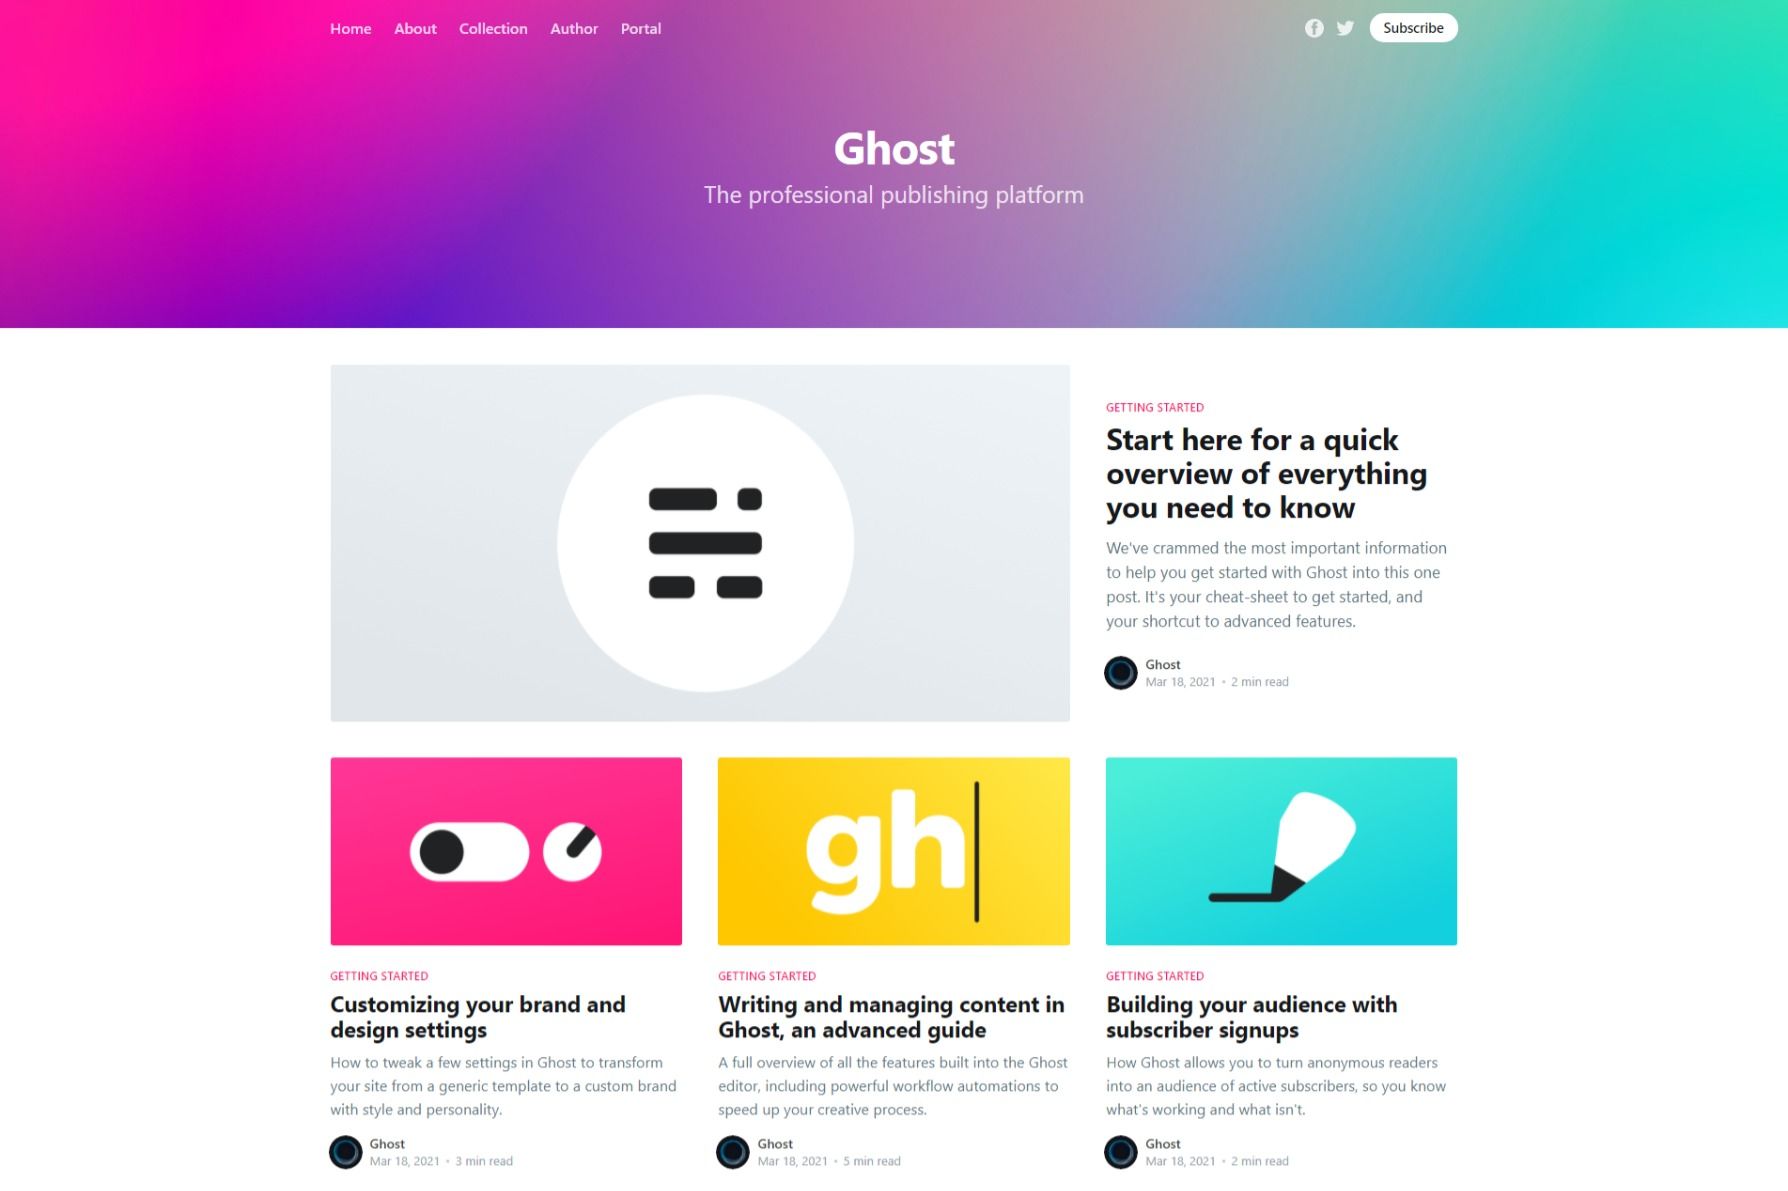 Home About Collection Author Portal
Subscribe
Ghost
The professional publishing platform
GETTING STARTED
Start here for a quick
overview of everything
you need to know
We've crammed the most important information
to help you get started with Ghost into this one
post. It's your cheat-sheet to get started, and
your shortcut to advanced features.
Ghost
Mar 18, 2021 • 2 min read
GETTING STARTED
Customizing your brand and
design settings
How to tweak a few settings in Ghost to transform
your site from a generic template to a custom brand
with style and personality.
Ghost
Mar 18, 2021 • 3 min read
gh
GETTING STARTED
Writing and managing content in
Ghost, an advanced guide
A full overview of all the features built into the Ghost
editor, including powerful workflow automations to
speed up your creative process.
Ghost
Mar 18, 2021 • 5 min read
GETTING STARTED
Building your audience with
subscriber signups
How Ghost allows you to turn anonymous readers
into an audience of active subscribers, so you know
what's working and what isn't.
Ghost
Mar 18, 2021 • 2 min read